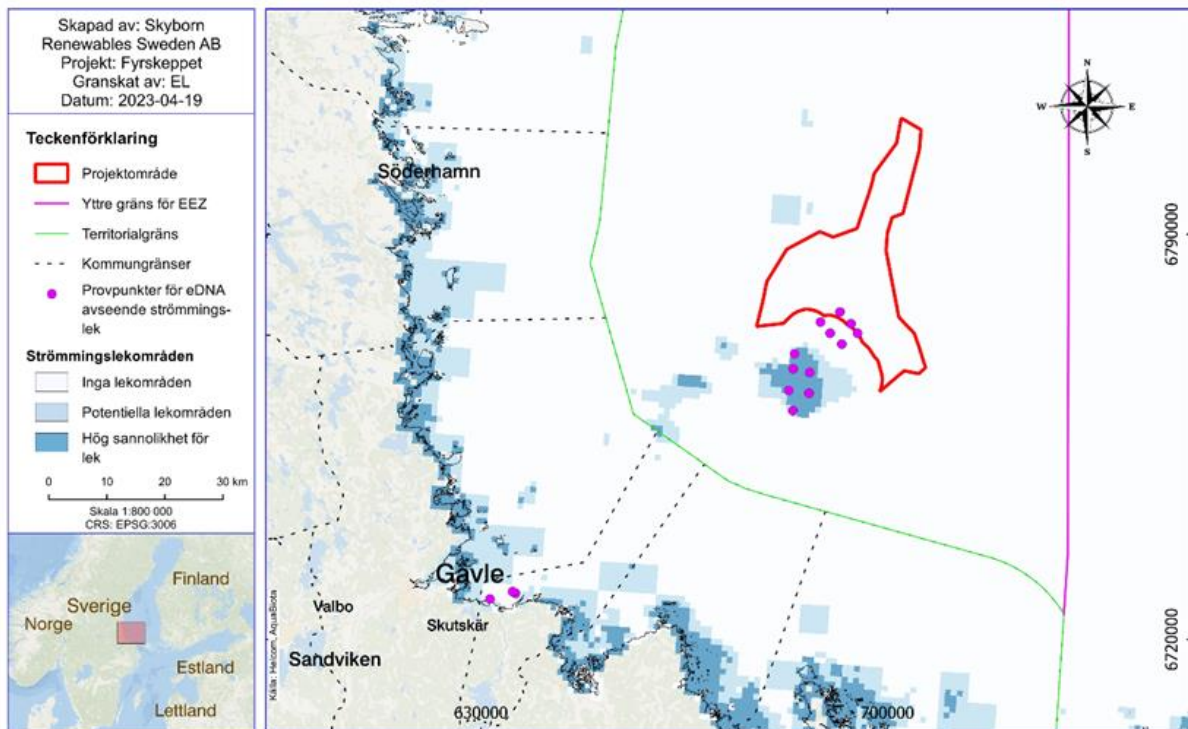 Skapad av: Skyborn
Renewables Sweden AB
Projekt: Fyrskeppet
Granskat av: EL
Datum: 2023-04-19
Teckenförklaring
Projektområde
Yttre gräns för EEZ
Territorialgräns
Kommungränser
Provpunkter för eDNA
avseende strömmings-
lek
Strömmingslekområden
Inga lekområden
Potentiella lekområden
Hög sannolikhet för
lek
0 10 20 30 km
Skala 1:800 000
CRS: EPSG:3006
Finland
Sverige
Norge
Estland
Lettland
N
W E
S
Söderhamn
6790000
Gävle
Valbo
Skutskär
Sandviken
Källa: Helcom, AquaBiota
6720000
630000
700000